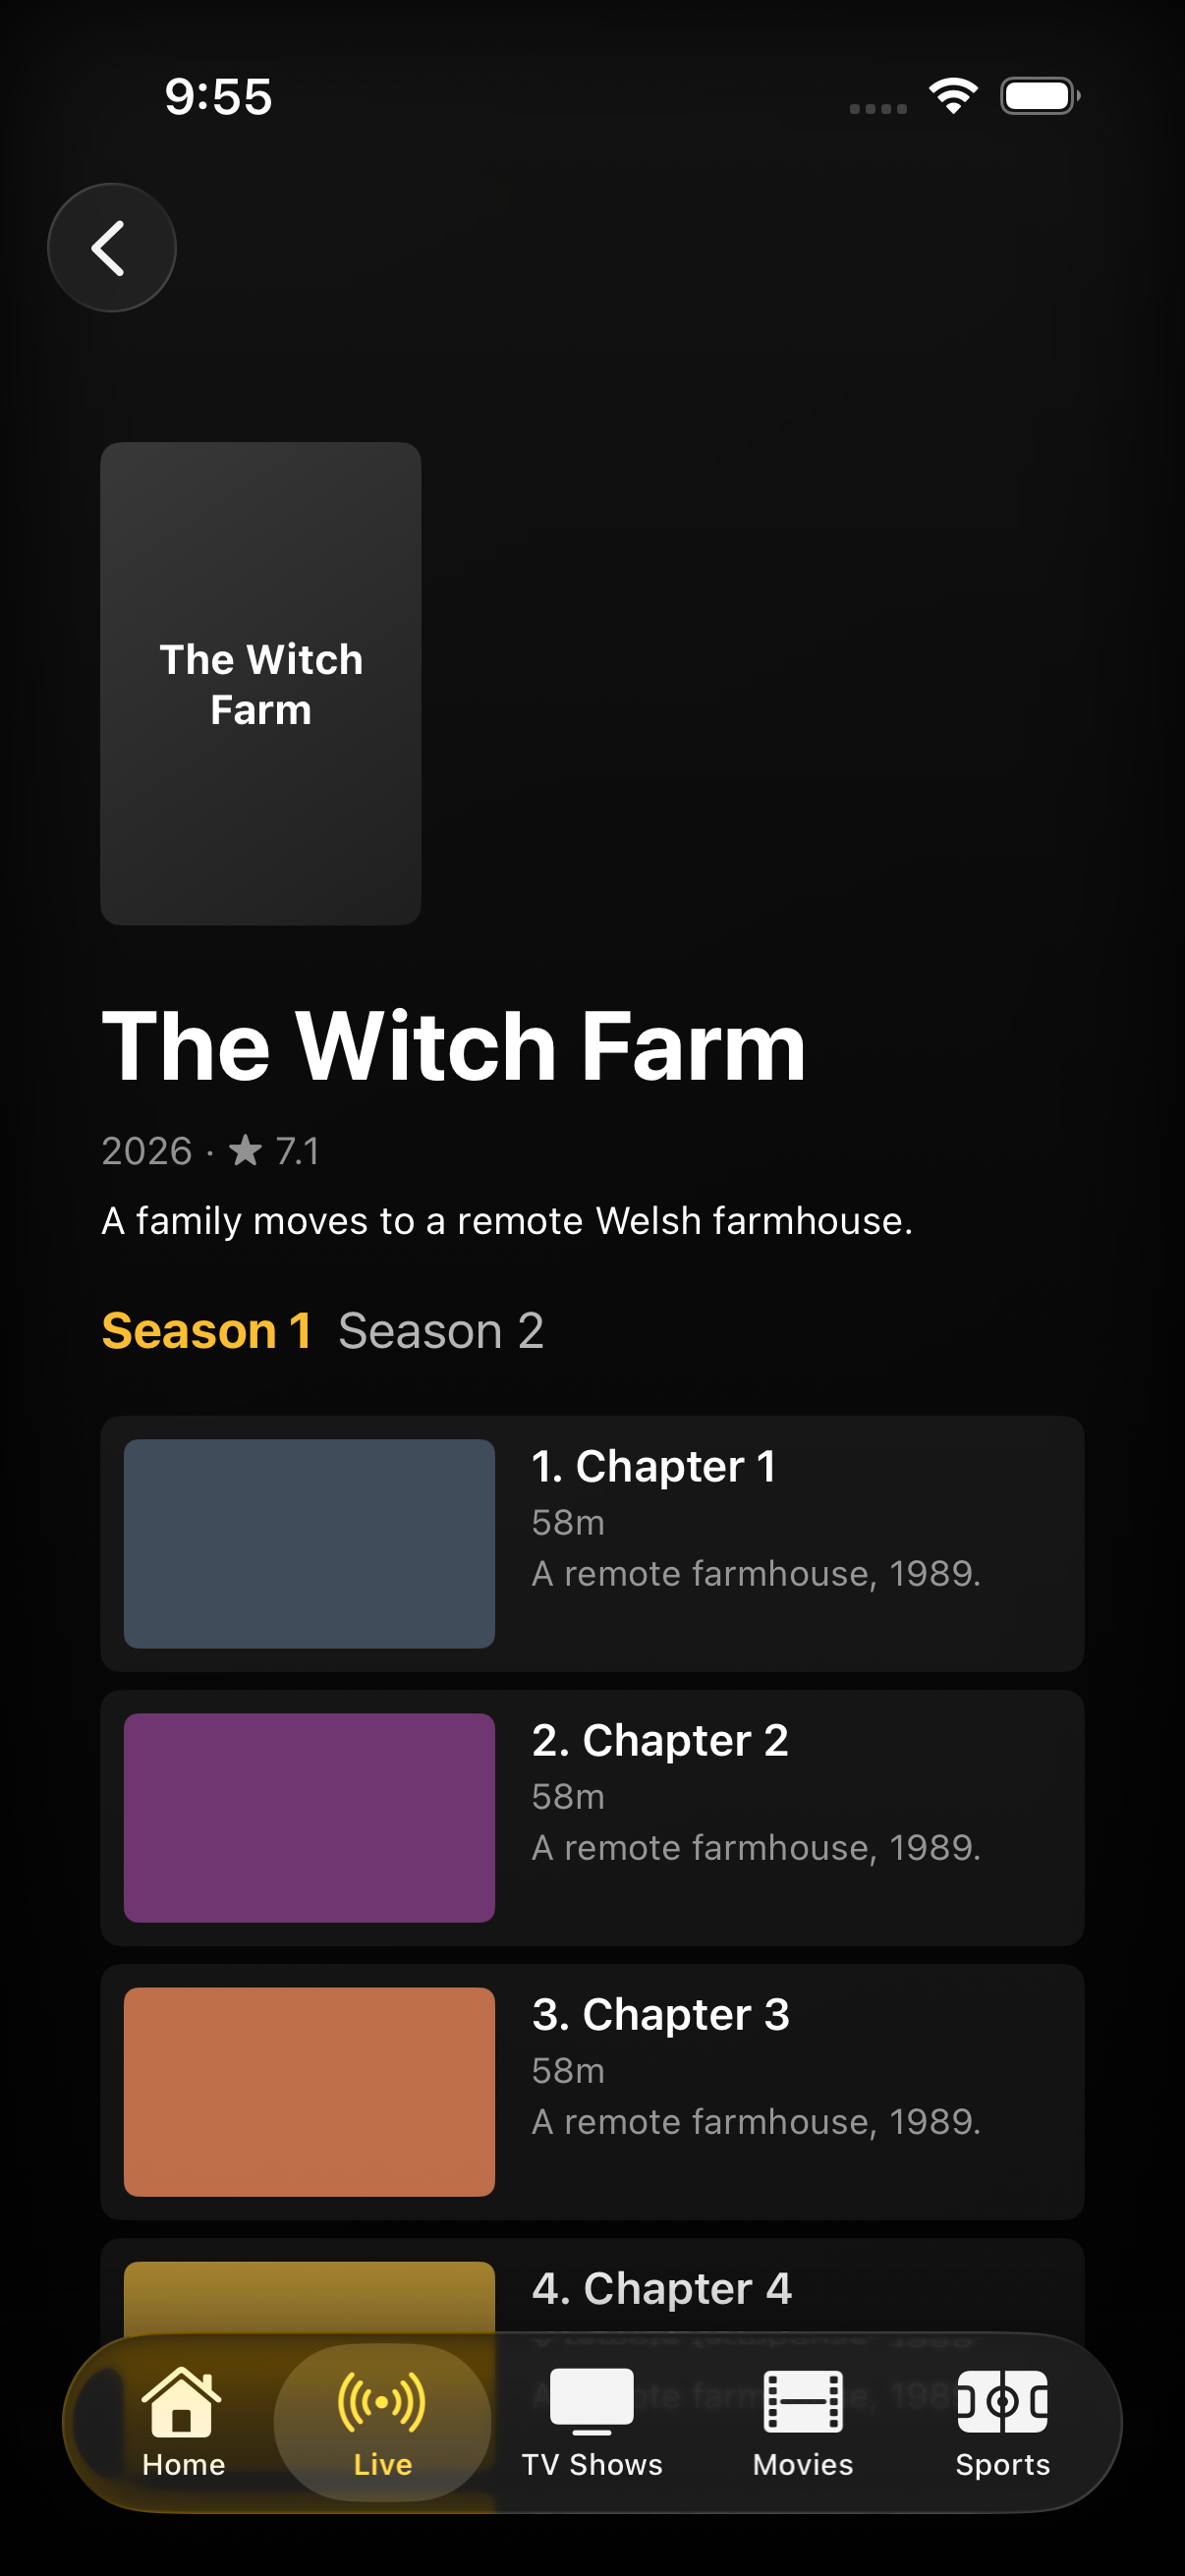 9:55
The Witch
Farm
The Witch Farm
2026 · ★ 7.1
A family moves to a remote Welsh farmhouse.
Season 1 Season 2
1. Chapter 1
58m
A remote farmhouse, 1989.
2. Chapter 2
58m
A remote farmhouse, 1989.
3. Chapter 3
58m
A remote farmhouse, 1989.
4. Chapter 4
Home Live TV Shows Movies Sports